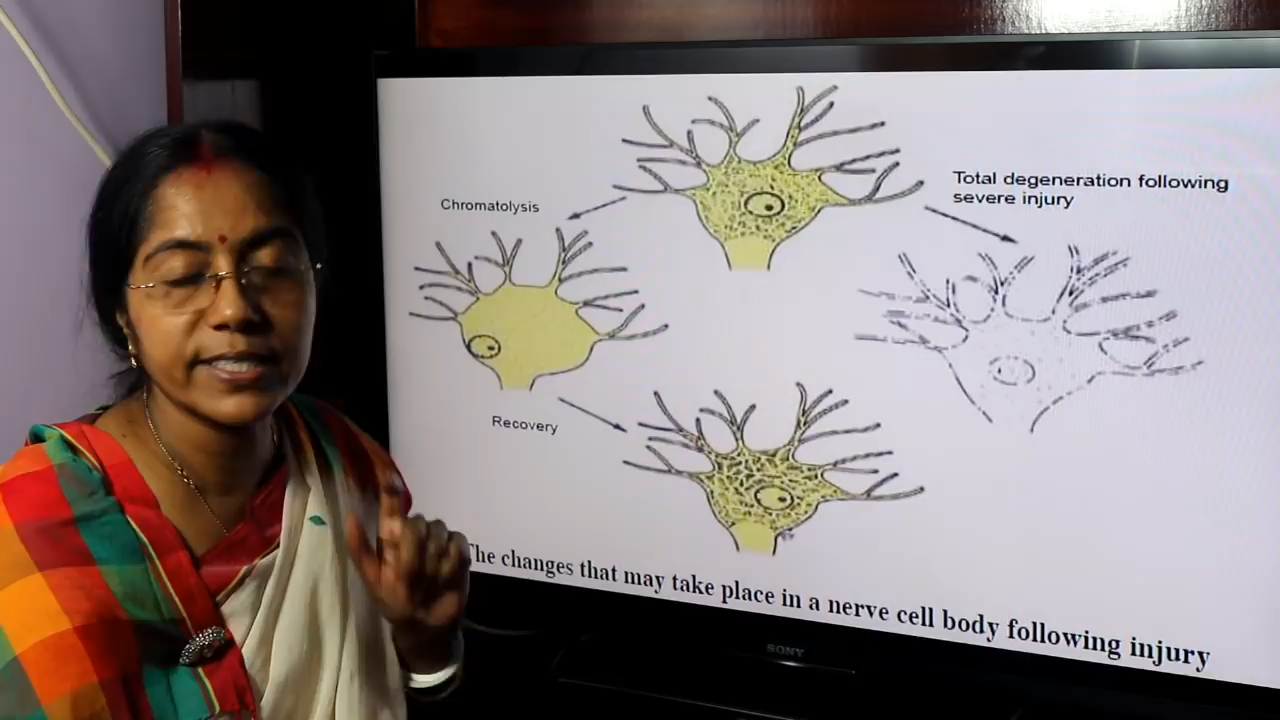 Chromatolysis
Total degeneration following
severe injury
Recovery
The changes that may take place in a nerve cell body following injury
SONY